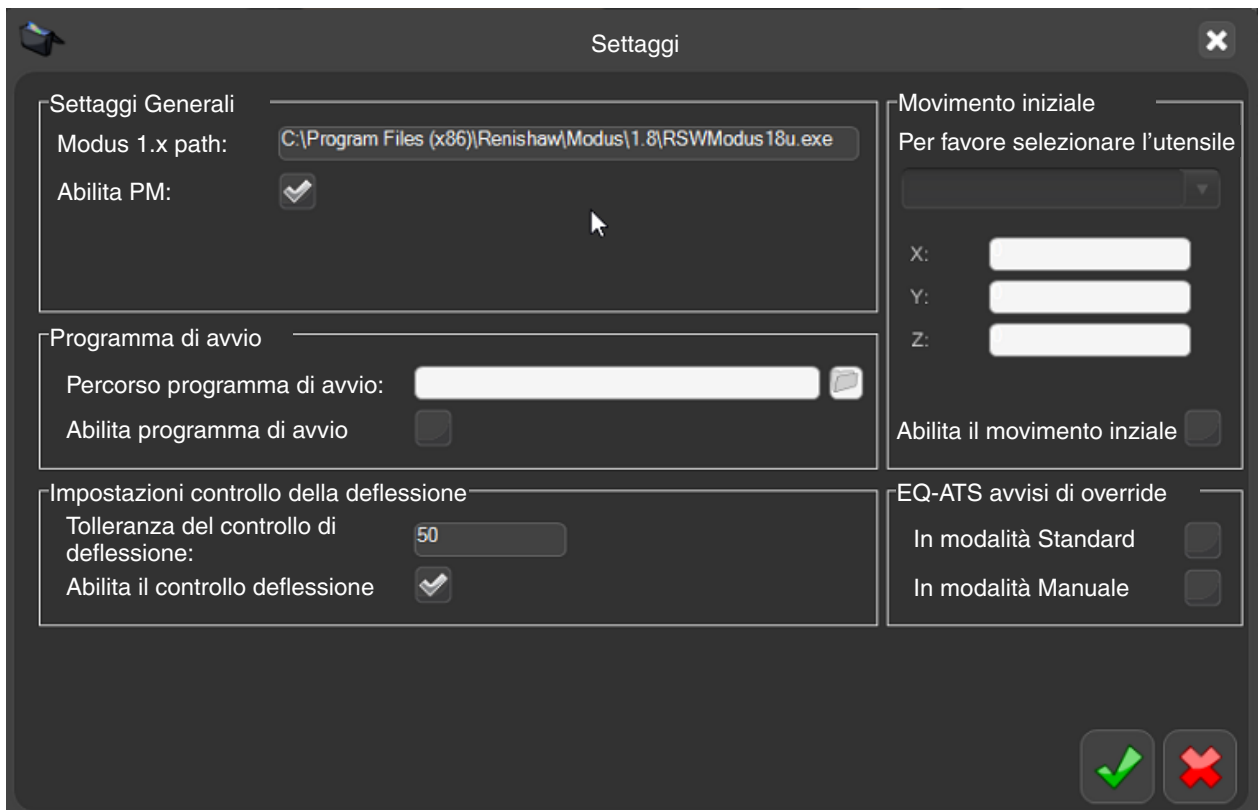 Settaggi
Settaggi Generali
Modus 1.x path:
C:\Program Files (x86)\Renishaw\Modus\1.8\RSWModus18u.exe
Abilita PM:
Programma di avvio
Percorso programma di avvio:
Abilita programma di avvio
Impostazioni controllo della deflessione
Tolleranza del controllo di
deflessione:
50
Abilita il controllo deflessione
Movimento iniziale
Per favore selezionare l'utensile
X:
Y:
Z:
Abilita il movimento inziale
EQ-ATS avvisi di override
In modalità Standard
In modalità Manuale